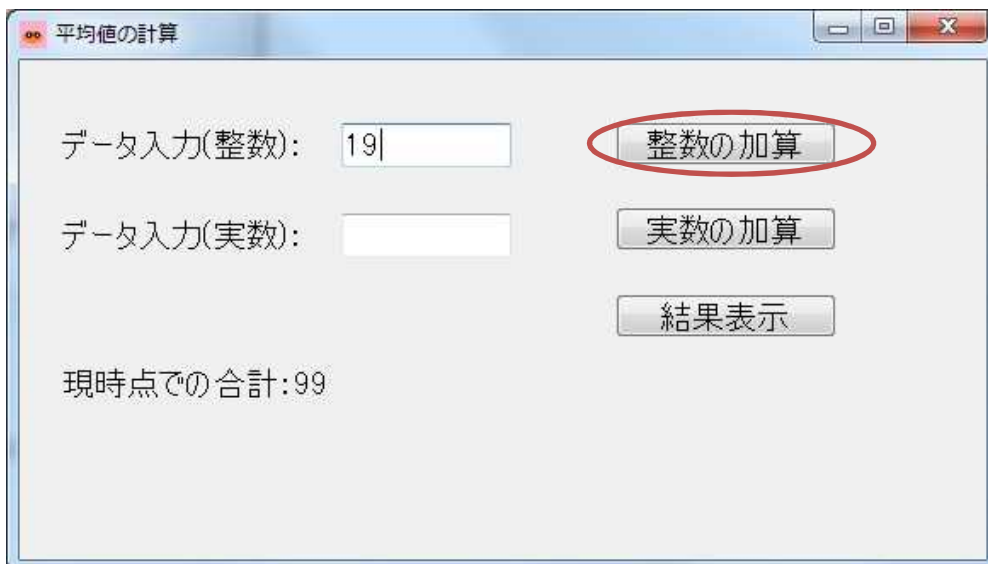 平均値の計算
データ入力(整数): 19 整数の加算
データ入力(実数): 実数の加算
結果表示
現時点での合計:99